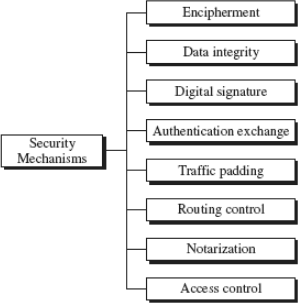 Security
Mechanisms
Encipherment
Data integrity
Digital signature
Authentication exchange
Traffic padding
Routing control
Notarization
Access control